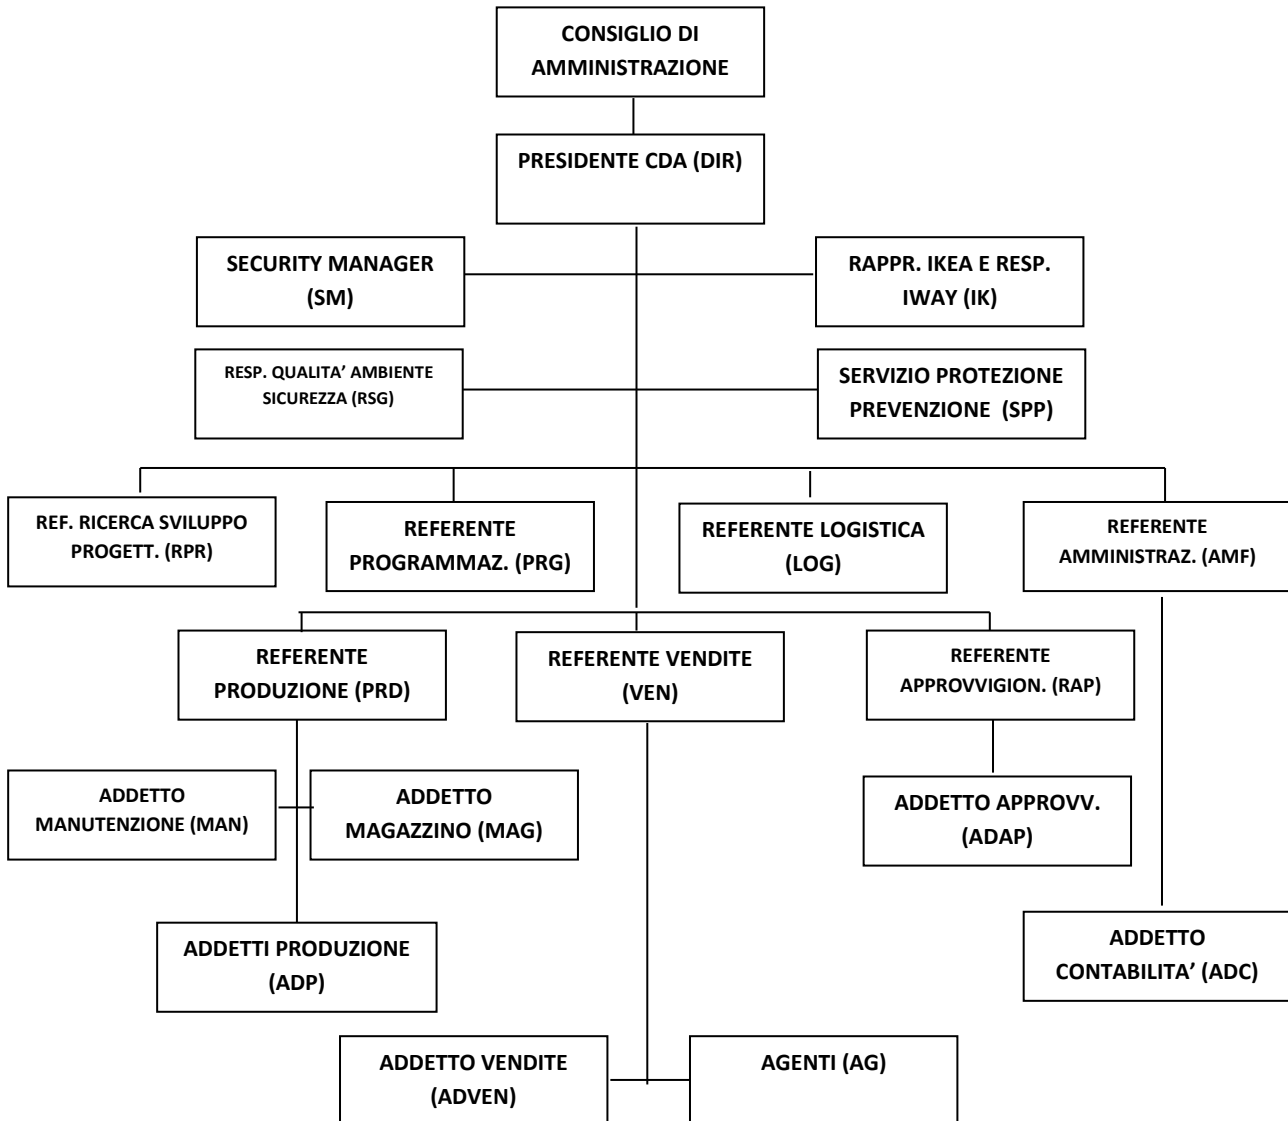 CONSIGLIO DI
AMMINISTRAZIONE
PRESIDENTE CDA (DIR)
SECURITY MANAGER
(SM)
RAPPR. IKEA E RESP.
IWAY (IK)
RESP. QUALITA’ AMBIENTE
SICUREZZA (RSG)
SERVIZIO PROTEZIONE
PREVENZIONE (SPP)
REF. RICERCA SVILUPPO
PROGETT. (RPR)
REFERENTE
PROGRAMMAZ. (PRG)
REFERENTE LOGISTICA
(LOG)
REFERENTE
AMMINISTRAZ. (AMF)
REFERENTE
PRODUZIONE (PRD)
REFERENTE VENDITE
(VEN)
REFERENTE
APPROVVIGION. (RAP)
ADDETTO
MANUTENZIONE (MAN)
ADDETTO
MAGAZZINO (MAG)
ADDETTO APPROVV.
(ADAP)
ADDETTI PRODUZIONE
(ADP)
ADDETTO
CONTABILITA’ (ADC)
ADDETTO VENDITE
(ADVEN)
AGENTI (AG)